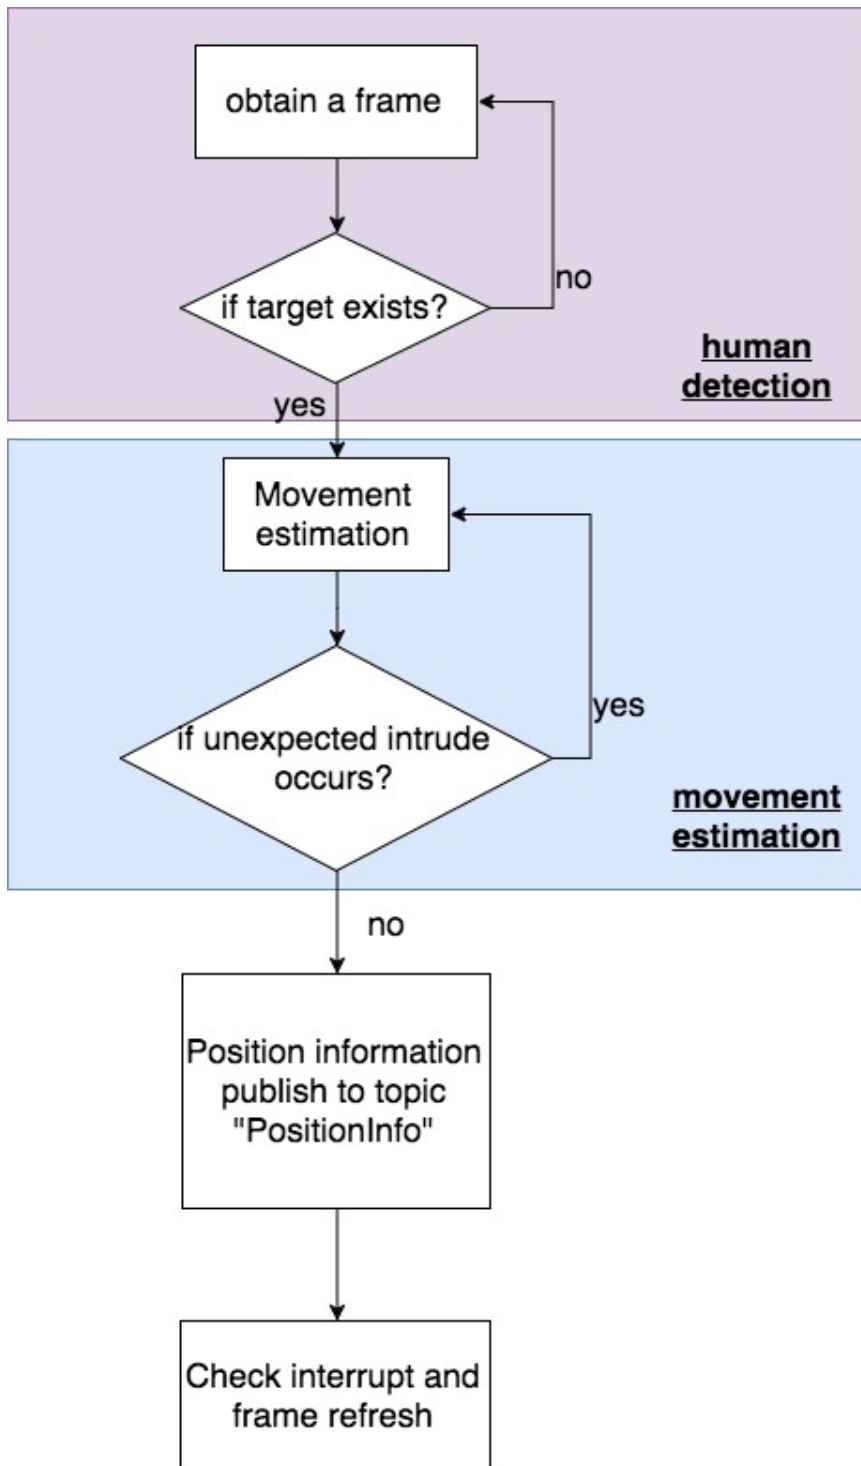 obtain a frame
if target exists?
no
human
detection
yes
Movement
estimation
if unexpected intrude
occurs?
yes
movement
estimation
no
Position information
publish to topic
"PositionInfo"
Check interrupt and
frame refresh